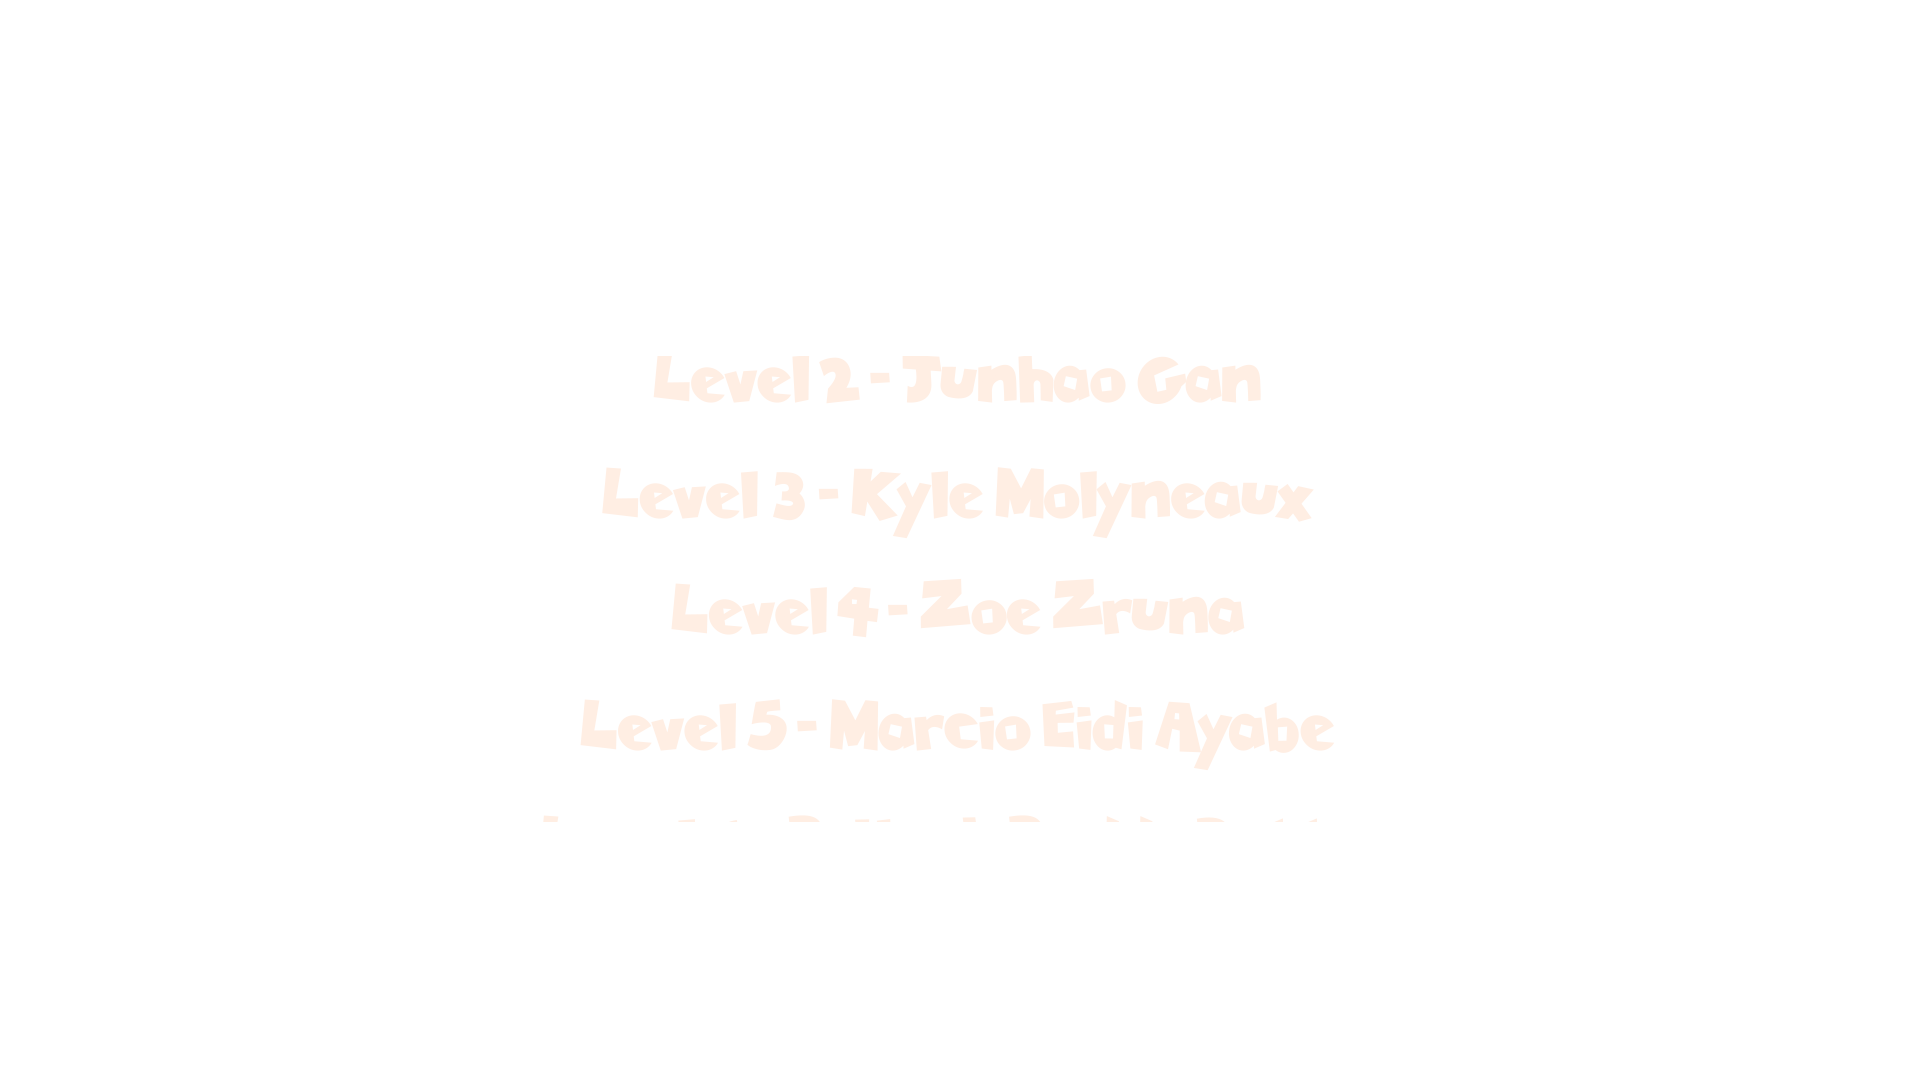 Level 2 - Junhao Gan
Level 3 - Kyle Molyneaux
Level 4 - Zoe Zruna
Level 5 - Marcio Eidi Ayabe